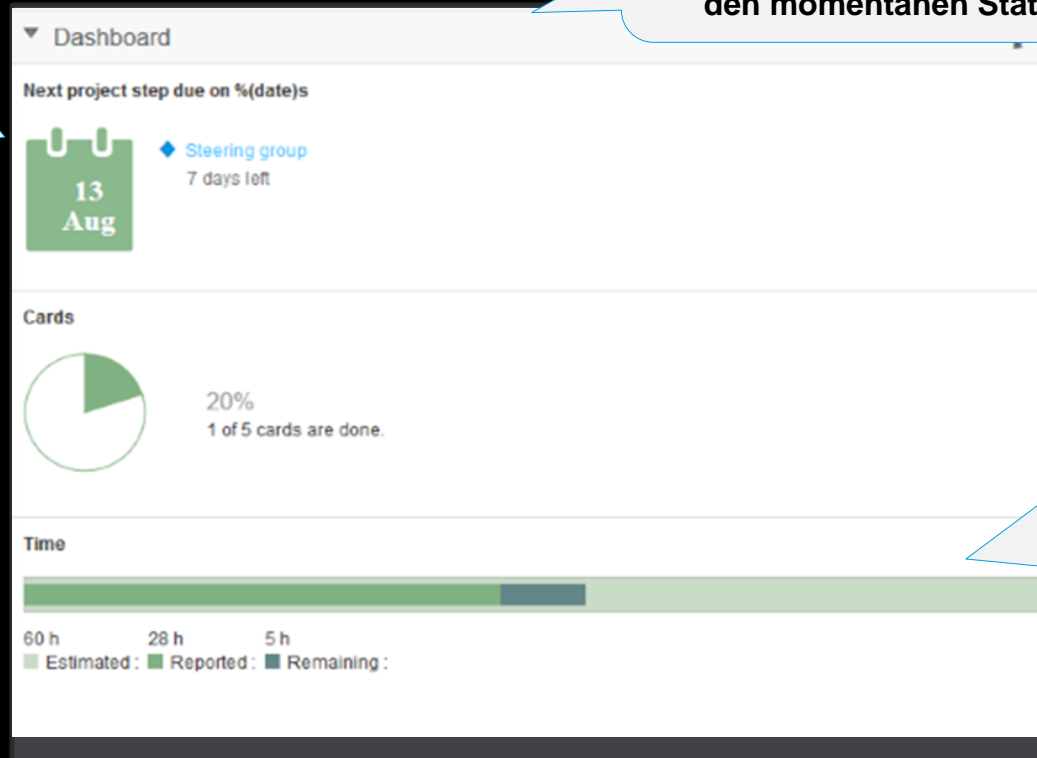 den momentanen
Dashboard
Next project step due on %(date)s
13
Aug
Steering group
7 days left
Cards
20%
1 of 5 cards are done.
Time
60 h 28 h 5 h
Estimated : Reported : Remaining :